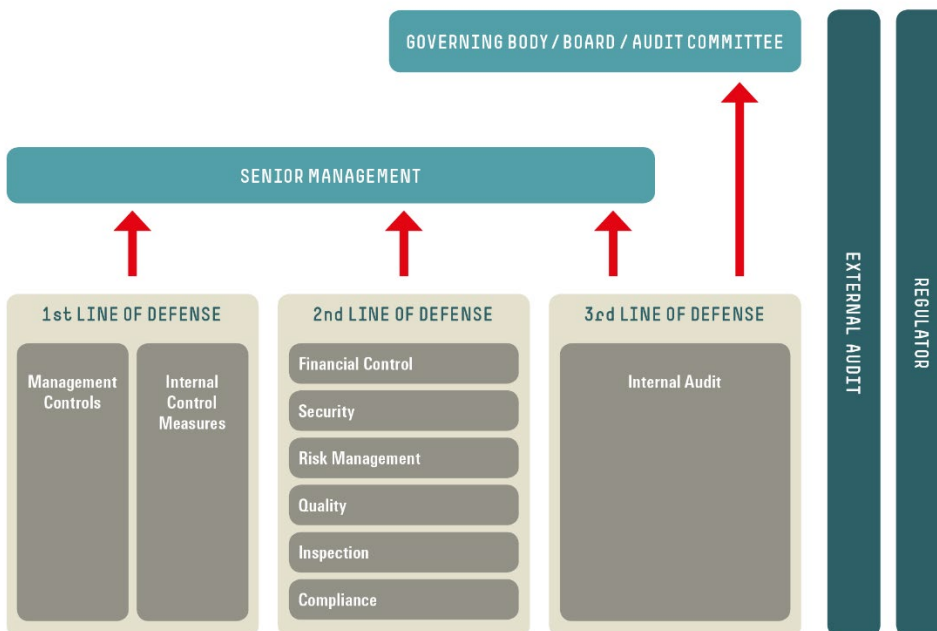 GOVERNING BODY / BOARD / AUDIT COMMITTEE
SENIOR MANAGEMENT
1st LINE OF DEFENSE
Management
Controls
Internal
Control
Measures
2nd LINE OF DEFENSE
Financial Control
Security
Risk Management
Quality
Inspection
Compliance
3rd LINE OF DEFENSE
Internal Audit
EXTERNAL AUDIT
REGULATOR